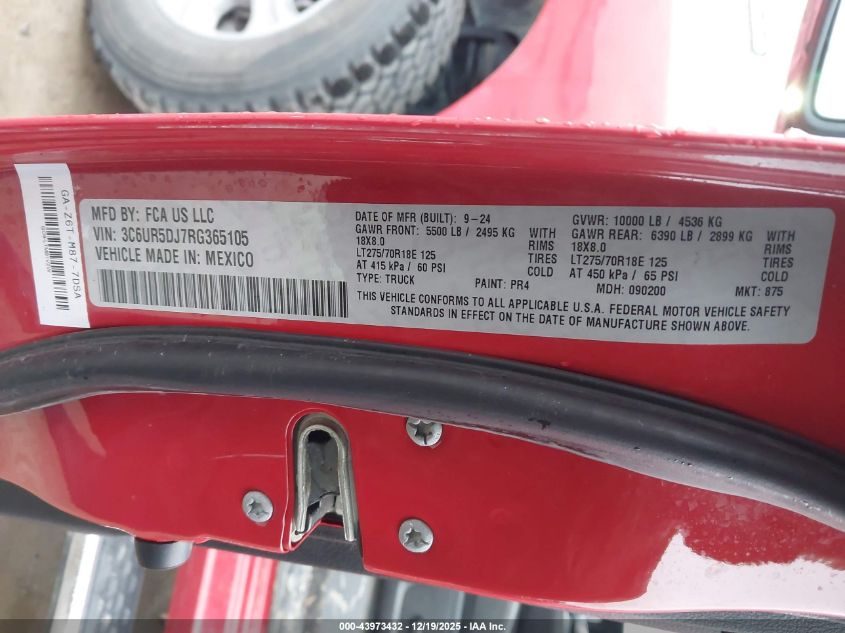 GA-Z6T-M87-7DSA
MFD BY: FCA US LLC
VIN: 3C6UR5DJ7RG365105
VEHICLE MADE IN: MEXICO
DATE OF MFR (BUILT): 9-24 GVWR: 10000 LB / 4536 KG
GAWR FRONT: 5500 LB / 2495 KG WITH GAWR REAR: 6390 LB / 2899 KG WITH
18X8.0 RIMS 18X8.0 RIMS
LT275/70R18E 125 TIRES LT275/70R18E 125 TIRES
AT 415 kPa / 60 PSI COLD AT 450 kPa / 65 PSI COLD
TYPE: TRUCK PAINT: PR4 MDH: 090200 MKT: 875
THIS VEHICLE CONFORMS TO ALL APPLICABLE U.S.A. FEDERAL MOTOR VEHICLE SAFETY
STANDARDS IN EFFECT ON THE DATE OF MANUFACTURE SHOWN ABOVE.
000-43973432 - 12/19/2025 - IAA Inc.